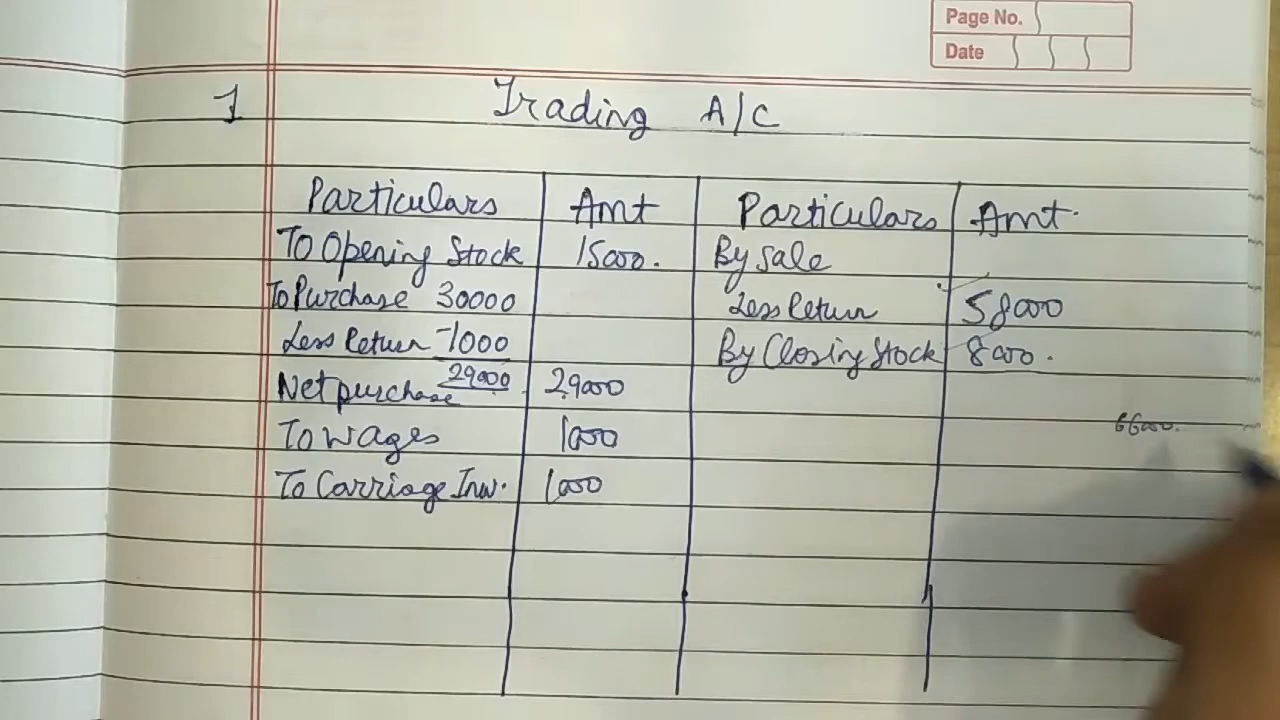 Page No.
Date
1 Trading A/C
Particulars Amt Particulars Amt.
To Opening Stock 15000. By Sale
To Purchase 30000 Less Return 58000
Less Return -1000 By Closing Stock 8000.
29000
Net purchase 29000
66000.
To Wages 1000
To Carriage Inw. 1000